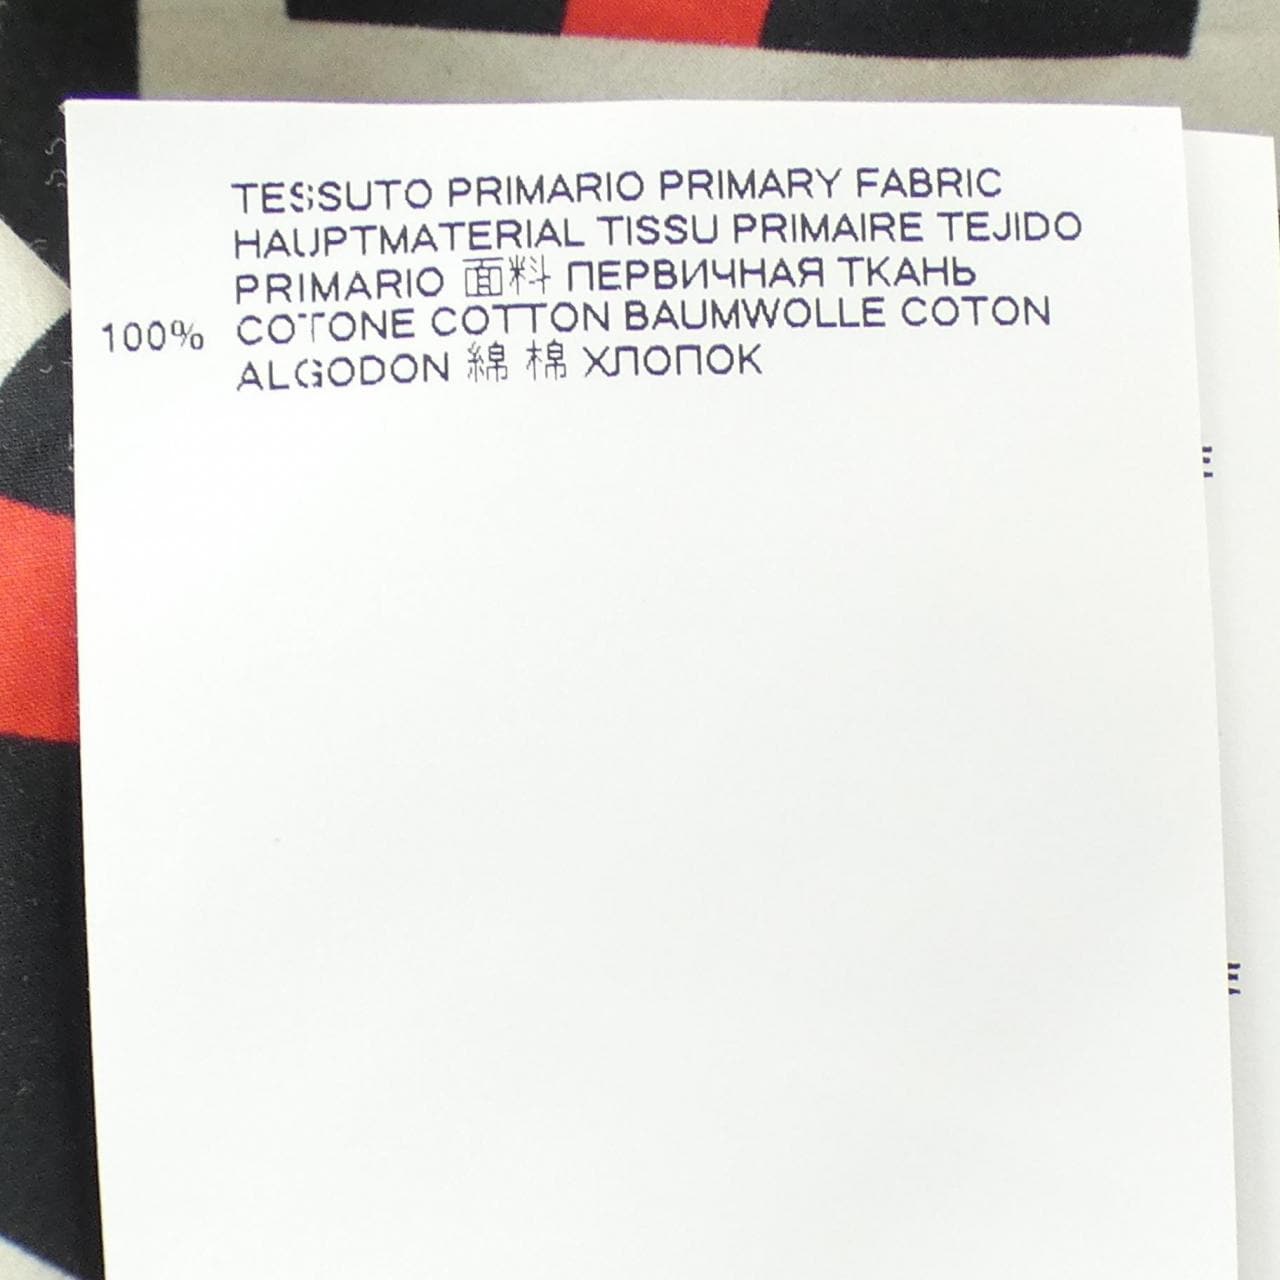 TESSUTO PRIMARIO PRIMARY FABRIC
HAUPTMATERIAL TISSU PRIMAIRE TEJIDO
PRIMARIO 面料 ПЕРВИЧНАЯ ТКАНЬ
100% COTONE COTTON BAUMWOLLE COTON
ALGODON 綿 棉 ХЛОПОК